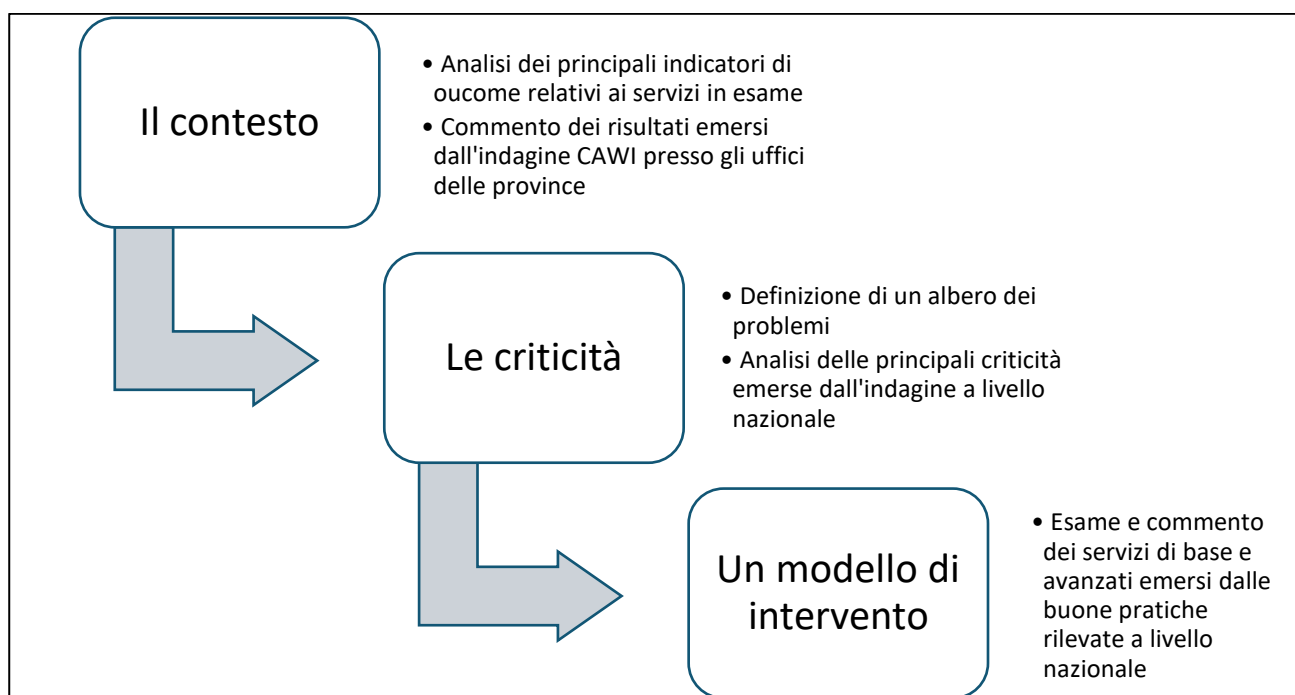 Il contesto
• Analisi dei principali indicatori di
oucome relativi ai servizi in esame
• Commento dei risultati emersi
dall'indagine CAWI presso gli uffici
delle province
Le criticità
• Definizione di un albero dei
problemi
• Analisi delle principali criticità
emerse dall'indagine a livello
nazionale
Un modello di
intervento
• Esame e commento
dei servizi di base e
avanzati emersi dalle
buone pratiche
rilevate a livello
nazionale